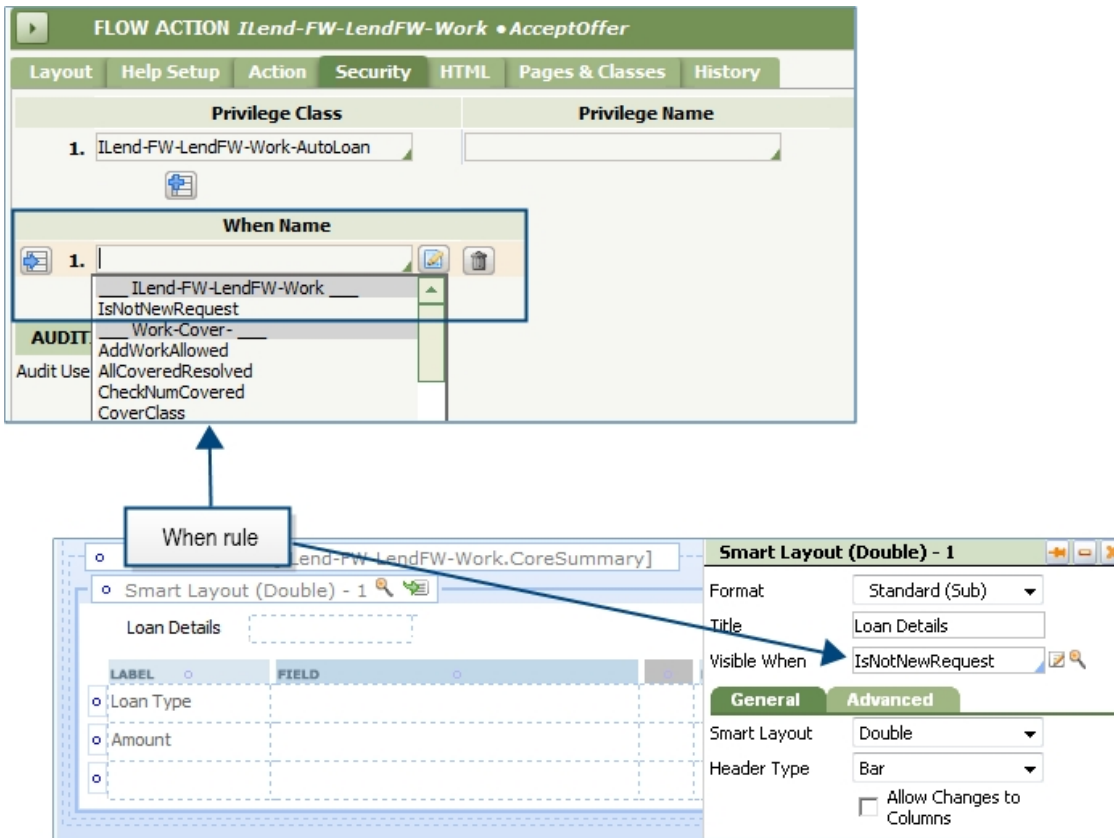 FLOW ACTION ILend-FW-LendFW-Work • AcceptOffer
Layout Help Setup Action Security HTML Pages & Classes History
Privilege Class Privilege Name
1. ILend-FW-LendFW-Work-AutoLoan
When Name
1.
___ ILend-FW-LendFW-Work ___
IsNotNewRequest
___ Work-Cover- ___
AUDIT
AddWorkAllowed
Audit Use AllCoveredResolved
CheckNumCovered
CoverClass
When rule
Lend-FW-LendFW-Work.CoreSummary]
Smart Layout (Double) - 1
Loan Details
LABEL FIELD
Loan Type
Amount
Smart Layout (Double) - 1
Format Standard (Sub)
Title Loan Details
Visible When IsNotNewRequest
General Advanced
Smart Layout Double
Header Type Bar
Allow Changes to
Columns